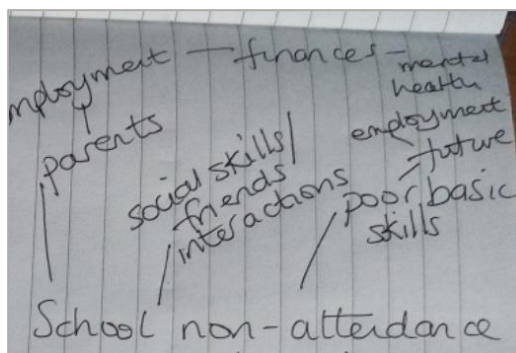 mployment – finances – mental
health
parents
employment
future
social skills/
friends
interactions
poor basic
skills
School non-attendance